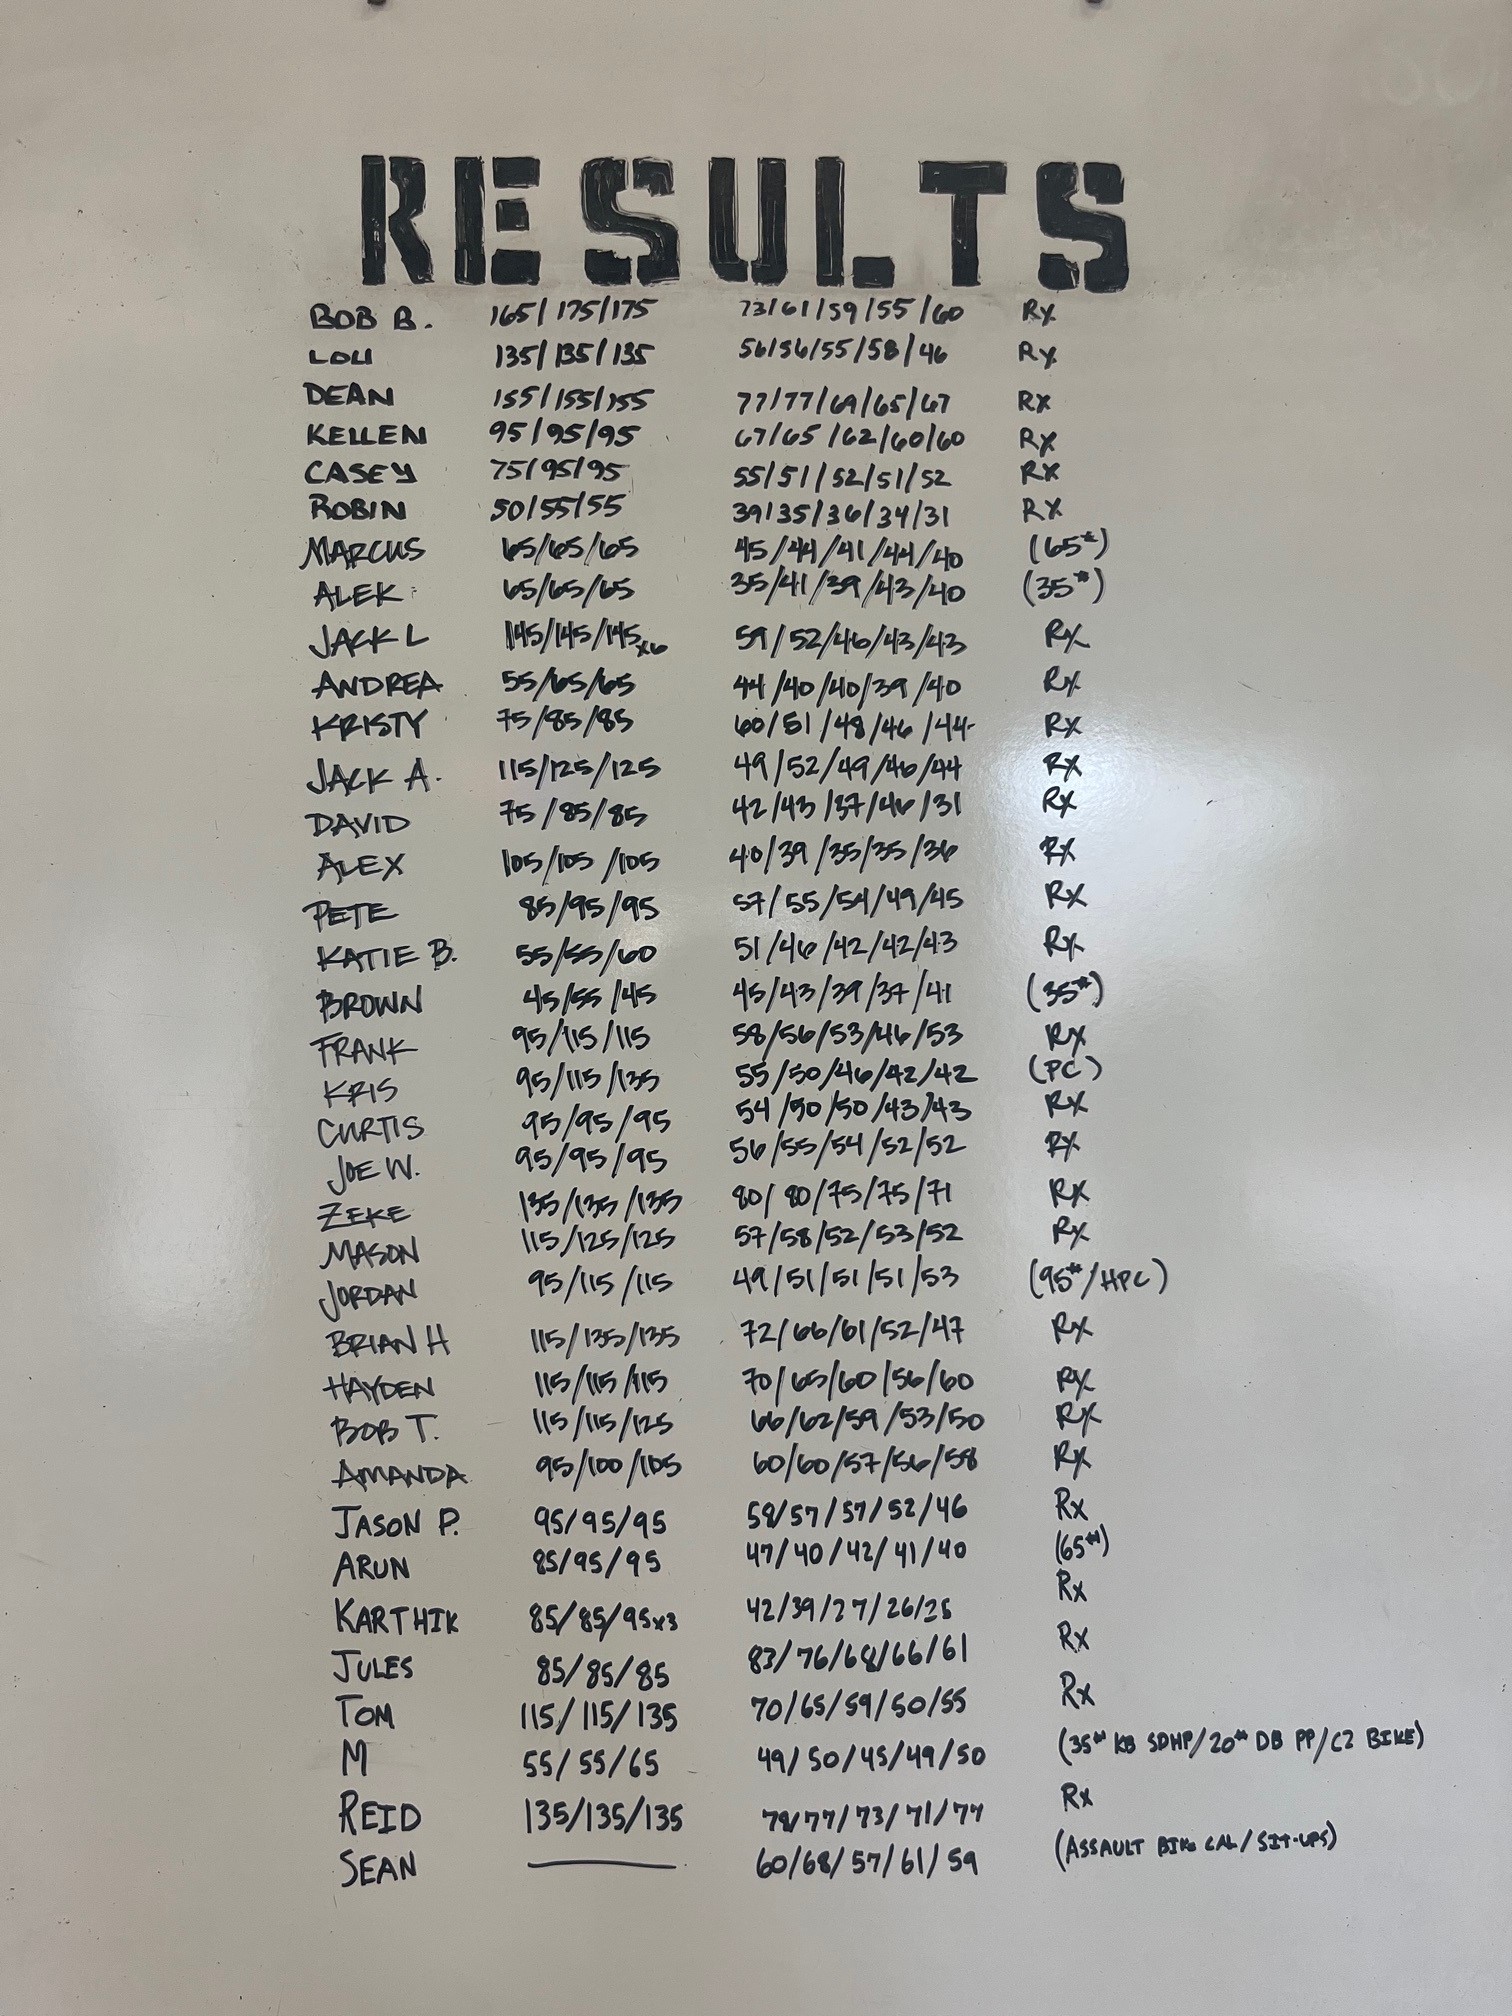 RESULTS
BOB B. 165/175/175 73/61/59/55/60 Rx
LOU 135/135/135 56/56/55/58/46 Rx
DEAN 155/155/155 77/77/69/65/67 Rx
KELLEN 95/95/95 67/65/62/60/60 Rx
CASEY 75/95/95 55/51/52/51/52 Rx
ROBIN 50/55/55 39/35/36/34/31 Rx
MARCUS 65/65/65 45/44/41/44/40 (65#)
ALEK 65/65/65 35/41/39/43/40 (35#)
JACK L 145/145/145x6 59/52/46/43/43 Rx
ANDREA 55/65/65 44/40/40/39/40 Rx
KRISTY 75/85/85 60/51/48/46/44 Rx
JACK A. 115/125/125 49/52/49/46/44 Rx
DAVID 75/85/85 42/43/37/46/31 Rx
ALEX 105/105/105 40/39/35/35/36 Rx
PETE 85/95/95 57/55/54/49/45 Rx
KATIE B. 55/55/60 51/46/42/42/43 Rx
BROWN 45/55/45 45/43/39/37/41 (35#)
FRANK 95/115/115 58/56/53/46/53 Rx
KRIS 95/115/135 55/50/46/42/42 (PC)
CURTIS 95/95/95 54/50/50/43/43 Rx
JOE W. 95/95/95 56/55/54/52/52 Rx
ZEKE 135/135/135 80/80/75/75/71 Rx
MASON 115/125/125 57/58/52/53/52 Rx
JORDAN 95/115/115 49/51/51/51/53 (95#/HPC)
BRIAN H 115/135/135 72/66/61/52/47 Rx
HAYDEN 115/115/115 70/65/60/56/60 Rx
BOB T. 115/115/125 66/62/59/53/50 Rx
AMANDA 95/100/105 60/60/57/56/58 Rx
JASON P. 95/95/95 58/57/57/52/46 Rx
ARUN 85/95/95 47/40/42/41/40 (65#)
KARTHIK 85/85/95x3 42/39/27/26/25 Rx
JULES 85/85/85 83/76/68/66/61 Rx
TOM 115/115/135 70/65/59/50/55 Rx
M 55/55/65 49/50/45/49/50 (35# KB SDHP/20# DB PP/C2 BIKE)
REID 135/135/135 78/77/73/71/77 Rx
SEAN 60/68/57/61/59 (ASSAULT BIKE CAL/SIT-UPS)